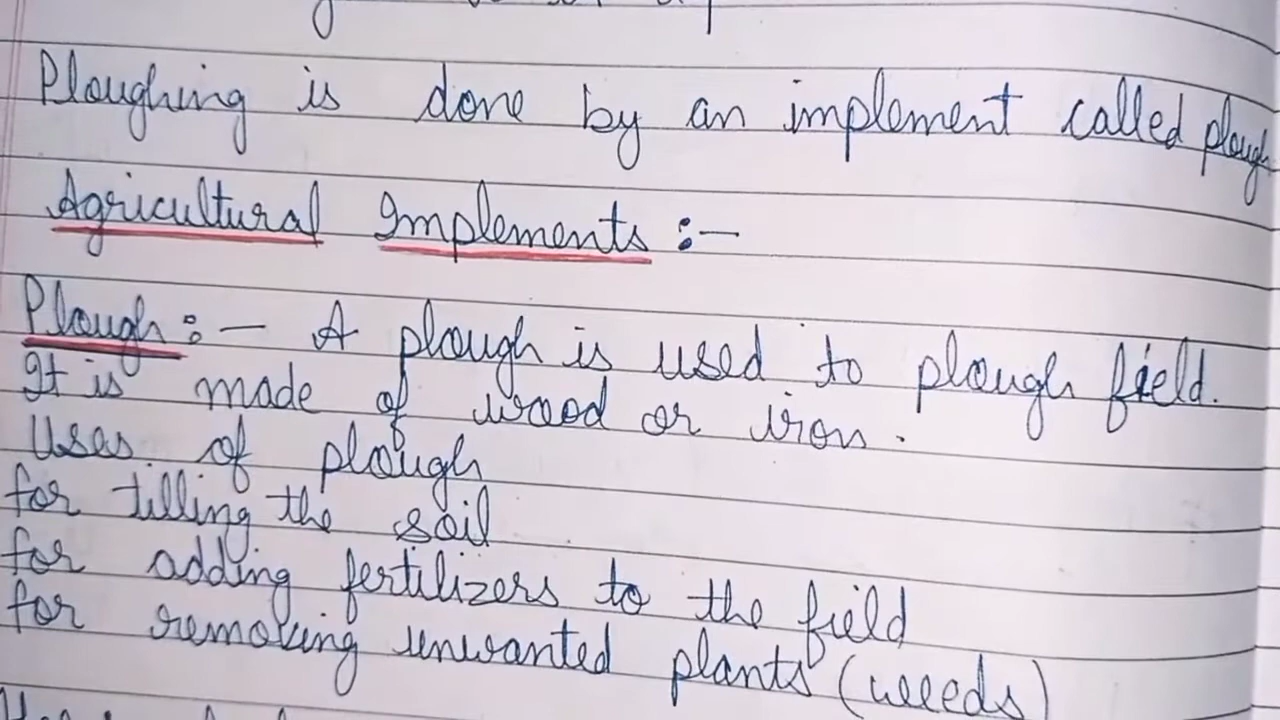 Ploughing is done by an implement called plough
Agricultural Implements :-
Plough :- A plough is used to plough field.
It is made of wood or iron.
Uses of plough
for tilling the soil
for adding fertilizers to the field
for removing unwanted plants (weeds)